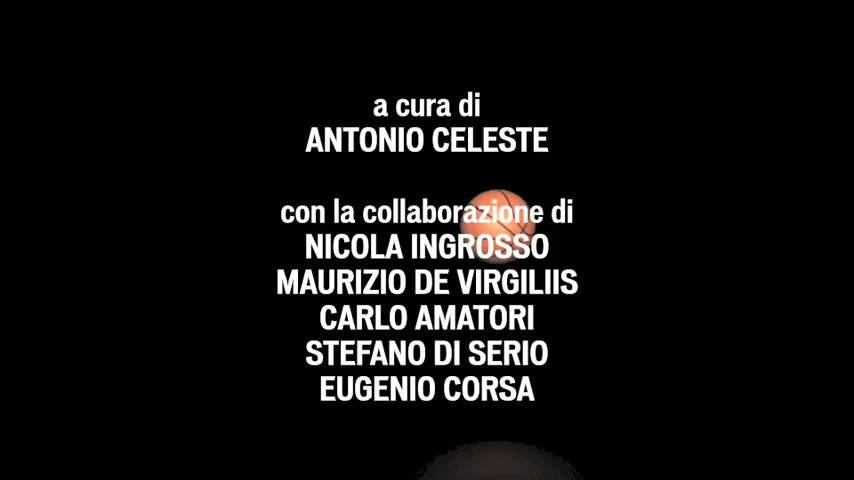 a cura di
ANTONIO CELESTE
con la collaborazione di
NICOLA INGROSSO
MAURIZIO DE VIRGILIIS
CARLO AMATORI
STEFANO DI SERIO
EUGENIO CORSA